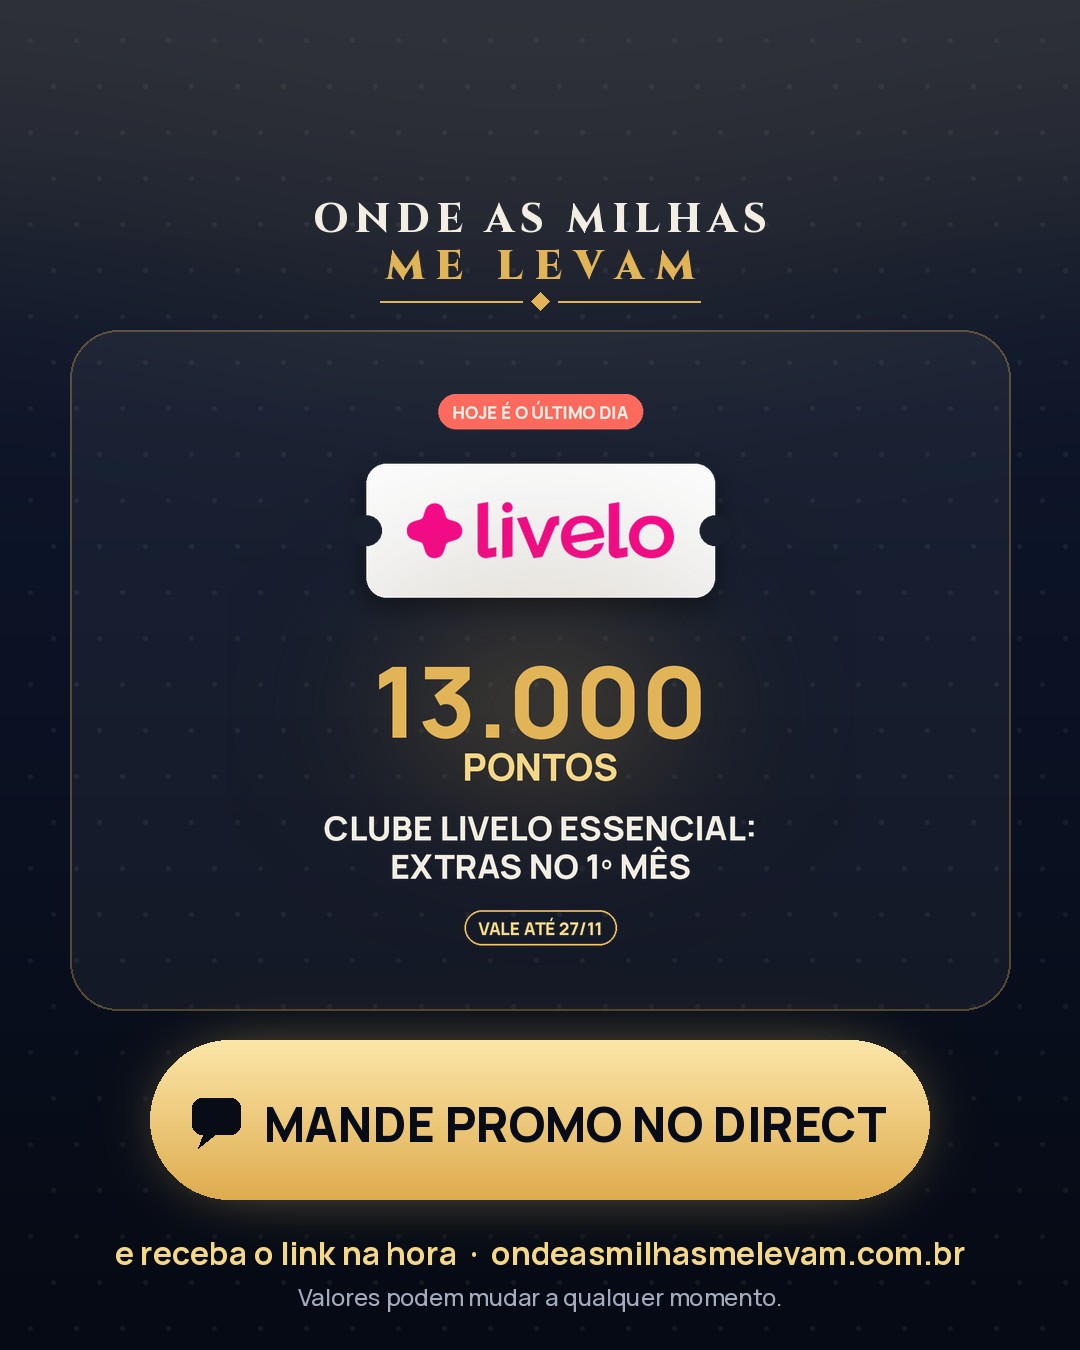 ONDE AS MILHAS
ME LEVAM
HOJE É O ÚLTIMO DIA
livelo
13.000
PONTOS
CLUBE LIVELO ESSENCIAL:
EXTRAS NO 1º MÊS
VALE ATÉ 27/11
MANDE PROMO NO DIRECT
e receba o link na hora · ondeasmilhasmelevam.com.br
Valores podem mudar a qualquer momento.